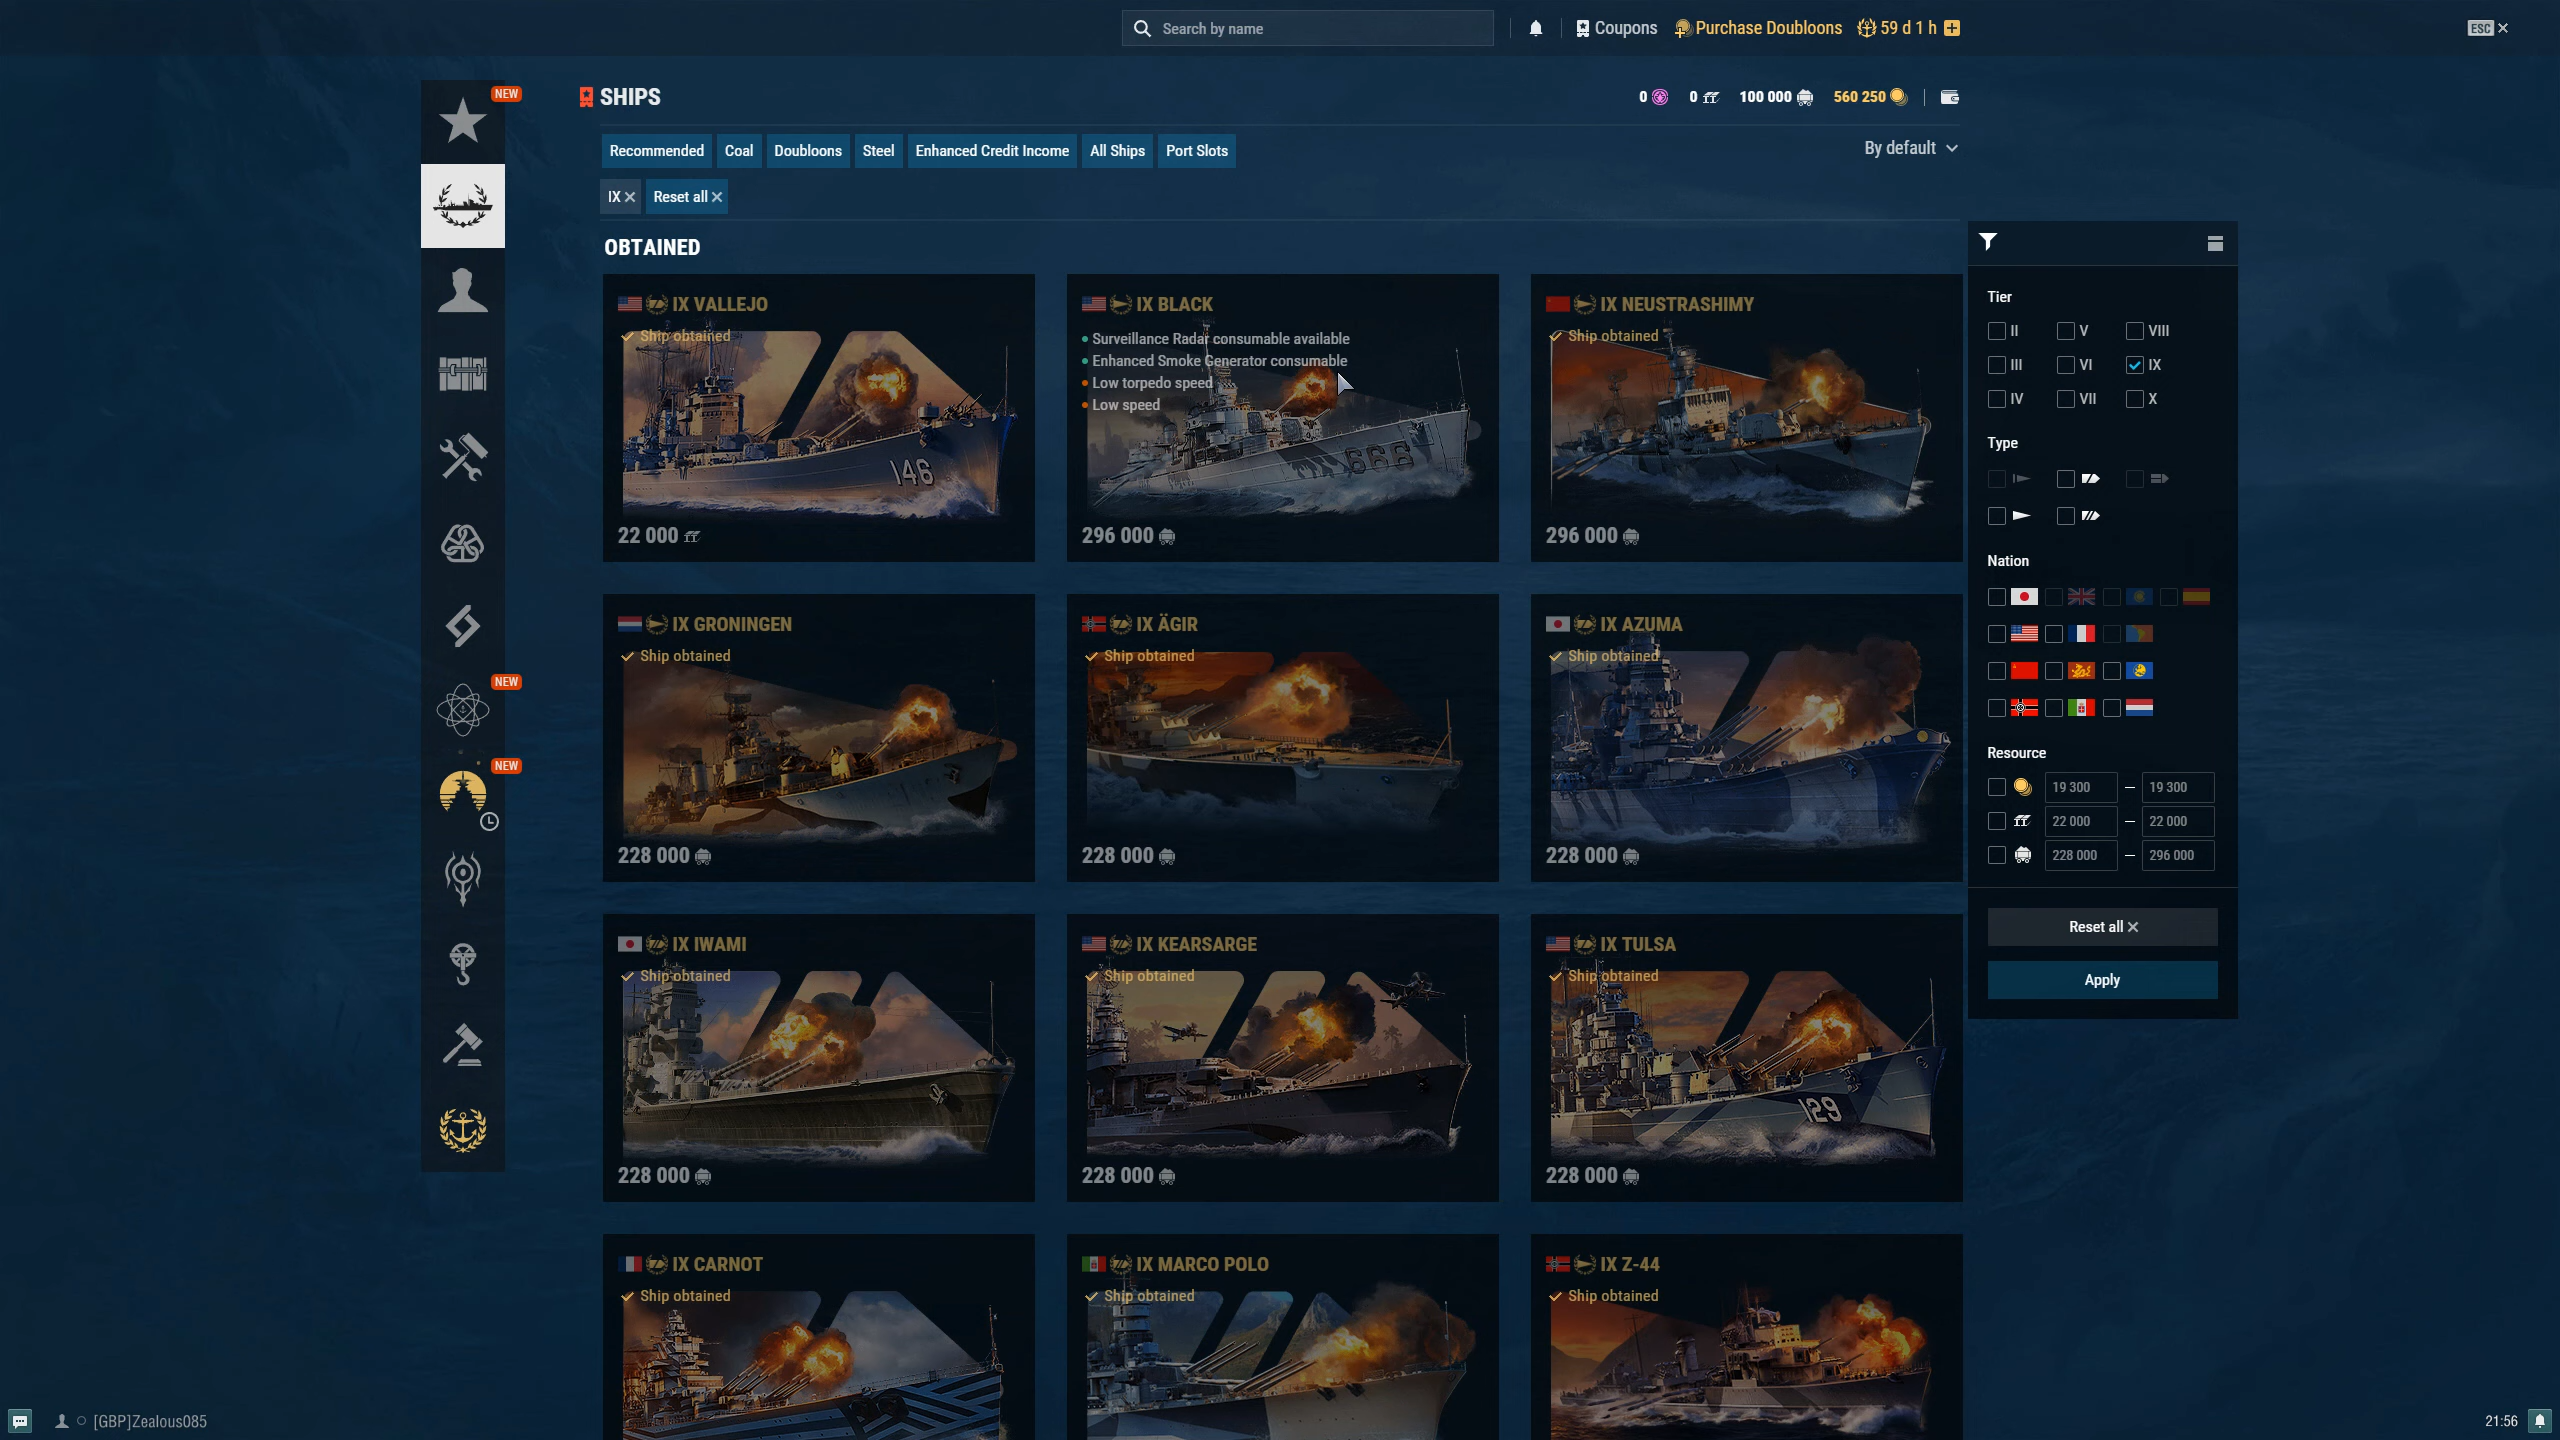 Search by name
Coupons
Purchase Doubloons
59 d 1 h
ESC
NEW
SHIPS
0
0
100 000
560 250
Recommended
Coal
Doubloons
Steel
Enhanced Credit Income
All Ships
Port Slots
By default
IX
Reset all
OBTAINED
IX VALLEJO
Ship obtained
146
22 000
IX BLACK
Surveillance Radar consumable available
Enhanced Smoke Generator consumable
Low torpedo speed
Low speed
666
296 000
IX NEUSTRASHIMY
Ship obtained
296 000
IX GRONINGEN
Ship obtained
228 000
IX ÄGIR
Ship obtained
228 000
IX AZUMA
Ship obtained
228 000
NEW
NEW
IX IWAMI
Ship obtained
228 000
IX KEARSARGE
Ship obtained
228 000
IX TULSA
Ship obtained
129
228 000
IX CARNOT
Ship obtained
IX MARCO POLO
Ship obtained
IX Z-44
Ship obtained
Tier
II V VIII
III VI IX
IV VII X
Type
Nation
Resource
19 300 – 19 300
22 000 – 22 000
228 000 – 296 000
Reset all
Apply
[GBP]Zealous085
21:56